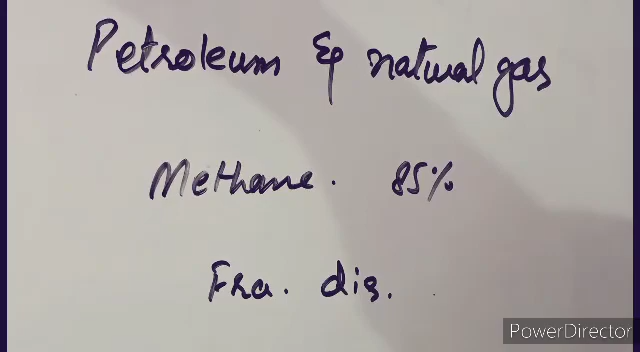 Petroleum & natural gas
Methane. 85%
Fra. dis.
PowerDirector